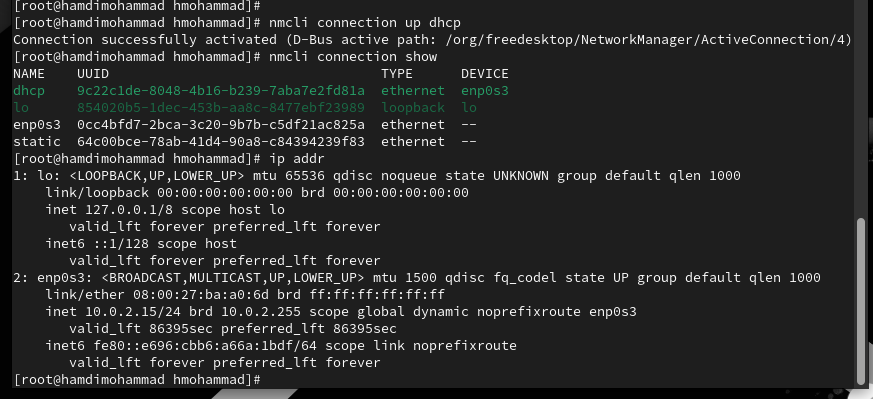 [root@hamdimohammad hmohammad]#
[root@hamdimohammad hmohammad]# nmcli connection up dhcp
Connection successfully activated (D-Bus active path: /org/freedesktop/NetworkManager/ActiveConnection/4)
[root@hamdimohammad hmohammad]# nmcli connection show
NAME    UUID                                  TYPE      DEVICE
dhcp    9c22c1de-8048-4b16-b239-7aba7e2fd81a  ethernet  enp0s3
lo      854020b5-1dec-453b-aa8c-8477ebf23989  loopback  lo
enp0s3  0cc4bfd7-2bca-3c20-9b7b-c5df21ac825a  ethernet  --
static  64c00bce-78ab-41d4-90a8-c84394239f83  ethernet  --
[root@hamdimohammad hmohammad]# ip addr
1: lo: <LOOPBACK,UP,LOWER_UP> mtu 65536 qdisc noqueue state UNKNOWN group default qlen 1000
    link/loopback 00:00:00:00:00:00 brd 00:00:00:00:00:00
    inet 127.0.0.1/8 scope host lo
       valid_lft forever preferred_lft forever
    inet6 ::1/128 scope host
       valid_lft forever preferred_lft forever
2: enp0s3: <BROADCAST,MULTICAST,UP,LOWER_UP> mtu 1500 qdisc fq_codel state UP group default qlen 1000
    link/ether 08:00:27:ba:a0:6d brd ff:ff:ff:ff:ff:ff
    inet 10.0.2.15/24 brd 10.0.2.255 scope global dynamic noprefixroute enp0s3
       valid_lft 86395sec preferred_lft 86395sec
    inet6 fe80::e696:cbb6:a66a:1bdf/64 scope link noprefixroute
       valid_lft forever preferred_lft forever
[root@hamdimohammad hmohammad]#